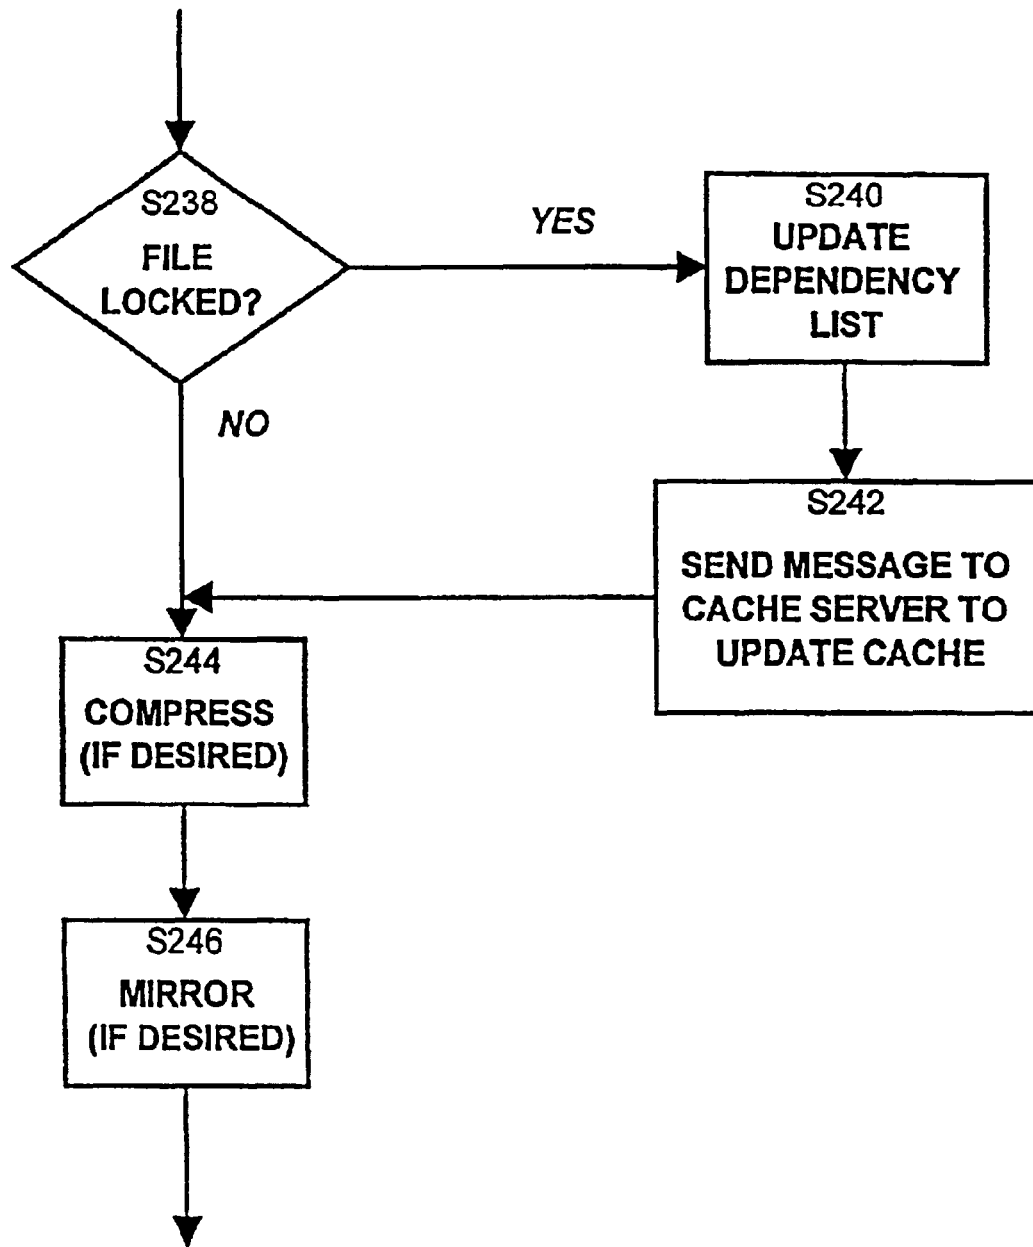 S238
FILE
LOCKED?
YES
S240
UPDATE
DEPENDENCY
LIST
NO
S242
SEND MESSAGE TO
CACHE SERVER TO
UPDATE CACHE
S244
COMPRESS
(IF DESIRED)
S246
MIRROR
(IF DESIRED)